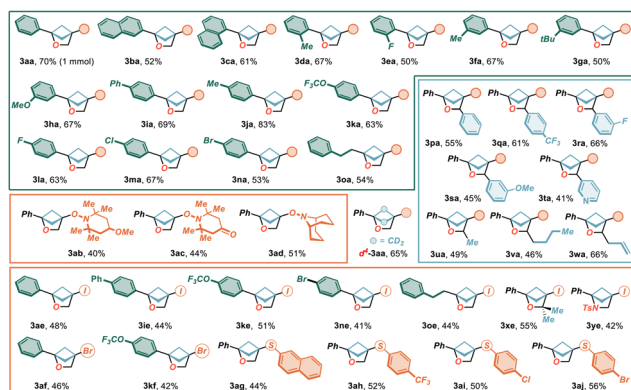 3aa, 70% (1 mmol) 3ba, 52% 3ca, 61% Me 3da, 67% F 3ea, 50% Me 3fa, 67% tBu 3ga, 50%
MeO 3ha, 67% Ph 3ia, 69% Me 3ja, 83% F3CO 3ka, 63%
F 3la, 63% Cl 3ma, 67% Br 3na, 53% 3oa, 54%
Ph 3pa, 55% Ph CF3 3qa, 61% Ph F 3ra, 66%
Ph OMe 3sa, 45% Ph N 3ta, 41%
Ph Me 3ua, 49% Ph Me 3va, 46% Ph 3wa, 66%
Ph O O N Me Me Me Me OMe 3ab, 40%
Ph O O N Me Me Me Me O 3ac, 44%
Ph O O N 3ad, 51%
Ph O = CD2 d4-3aa, 65%
O I 3ae, 48% Ph O I 3ie, 44% F3CO O I 3ke, 51% Br O I 3ne, 41% O I 3oe, 44% Ph O I Me Me 3xe, 55% Ph TsN I 3ye, 42%
O Br 3af, 46% F3CO O Br 3kf, 42% Ph O S 3ag, 44% Ph O S CF3 3ah, 52% Ph O S Cl 3ai, 50% Ph O S Br 3aj, 56%